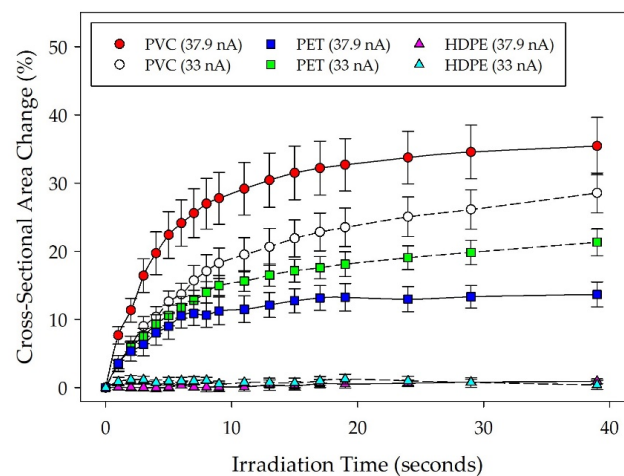 PVC (37.9 nA) PET (37.9 nA) HDPE (37.9 nA)
PVC (33 nA) PET (33 nA) HDPE (33 nA)
Cross-Sectional Area Change (%)
50
40
30
20
10
0
0 10 20 30 40
Irradiation Time (seconds)